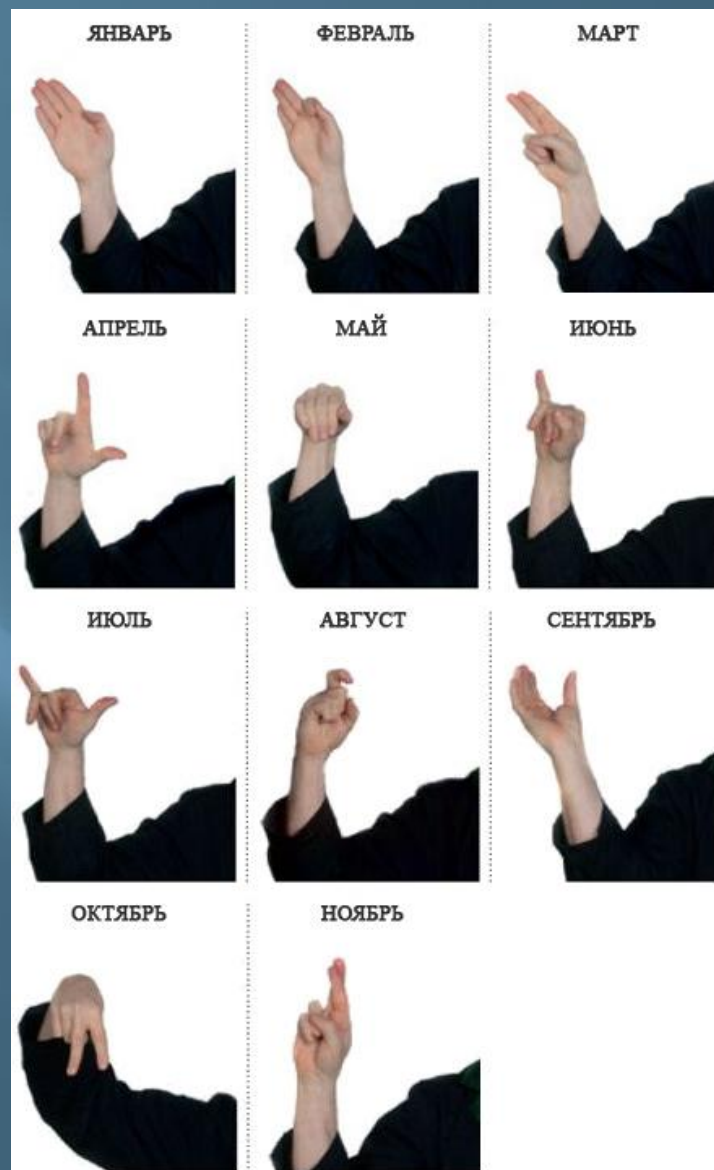 ЯНВАРЬ ФЕВРАЛЬ МАРТ
АПРЕЛЬ МАЙ ИЮНЬ
ИЮЛЬ АВГУСТ СЕНТЯБРЬ
ОКТЯБРЬ НОЯБРЬ